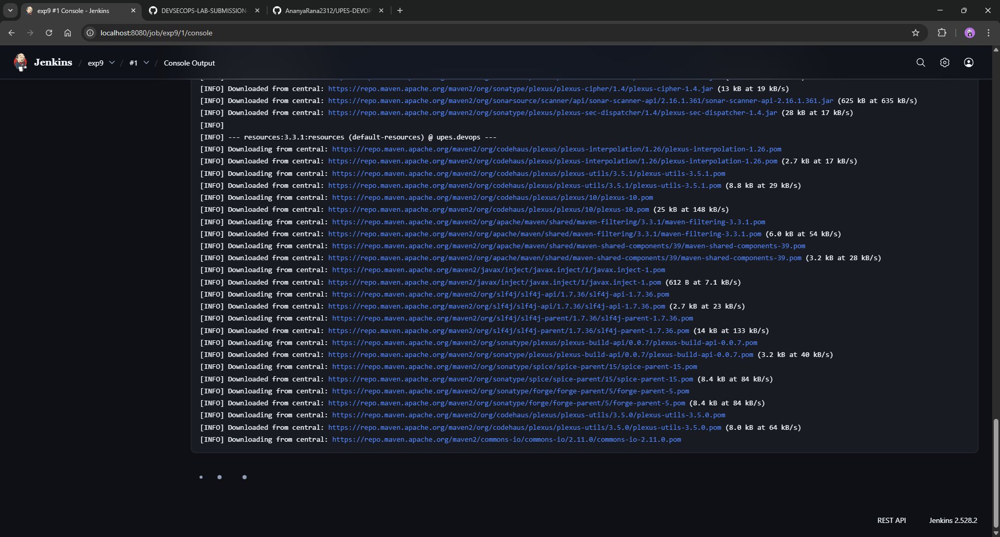 exp9 #1 Console - Jenkins
DEVSECOPS-LAB-SUBMISSION-
AnanyaRana2312/UPES-DEVOP
localhost:8080/job/exp9/1/console
Jenkins / exp9 / #1 / Console Output
[INFO] Downloaded from central: https://repo.maven.apache.org/maven2/org/sonatype/plexus/plexus-cipher/1.4/plexus-cipher-1.4.jar (13 kB at 19 kB/s)
[INFO] Downloaded from central: https://repo.maven.apache.org/maven2/org/sonarsource/scanner/api/sonar-scanner-api/2.16.1.361/sonar-scanner-api-2.16.1.361.jar (625 kB at 635 kB/s)
[INFO] Downloaded from central: https://repo.maven.apache.org/maven2/org/sonatype/plexus/plexus-sec-dispatcher/1.4/plexus-sec-dispatcher-1.4.jar (28 kB at 17 kB/s)
[INFO]
[INFO] --- resources:3.3.1:resources (default-resources) @ upes.devops ---
[INFO] Downloading from central: https://repo.maven.apache.org/maven2/org/codehaus/plexus/plexus-interpolation/1.26/plexus-interpolation-1.26.pom
[INFO] Downloaded from central: https://repo.maven.apache.org/maven2/org/codehaus/plexus/plexus-interpolation/1.26/plexus-interpolation-1.26.pom (2.7 kB at 17 kB/s)
[INFO] Downloading from central: https://repo.maven.apache.org/maven2/org/codehaus/plexus/plexus-utils/3.5.1/plexus-utils-3.5.1.pom
[INFO] Downloaded from central: https://repo.maven.apache.org/maven2/org/codehaus/plexus/plexus-utils/3.5.1/plexus-utils-3.5.1.pom (8.8 kB at 29 kB/s)
[INFO] Downloading from central: https://repo.maven.apache.org/maven2/org/codehaus/plexus/plexus/10/plexus-10.pom
[INFO] Downloaded from central: https://repo.maven.apache.org/maven2/org/codehaus/plexus/plexus/10/plexus-10.pom (25 kB at 148 kB/s)
[INFO] Downloading from central: https://repo.maven.apache.org/maven2/org/apache/maven/shared/maven-filtering/3.3.1/maven-filtering-3.3.1.pom
[INFO] Downloaded from central: https://repo.maven.apache.org/maven2/org/apache/maven/shared/maven-filtering/3.3.1/maven-filtering-3.3.1.pom (6.0 kB at 54 kB/s)
[INFO] Downloading from central: https://repo.maven.apache.org/maven2/org/apache/maven/shared/maven-shared-components/39/maven-shared-components-39.pom
[INFO] Downloaded from central: https://repo.maven.apache.org/maven2/org/apache/maven/shared/maven-shared-components/39/maven-shared-components-39.pom (3.2 kB at 28 kB/s)
[INFO] Downloading from central: https://repo.maven.apache.org/maven2/javax/inject/javax.inject/1/javax.inject-1.pom
[INFO] Downloaded from central: https://repo.maven.apache.org/maven2/javax/inject/javax.inject/1/javax.inject-1.pom (612 B at 7.1 kB/s)
[INFO] Downloading from central: https://repo.maven.apache.org/maven2/org/slf4j/slf4j-api/1.7.36/slf4j-api-1.7.36.pom
[INFO] Downloaded from central: https://repo.maven.apache.org/maven2/org/slf4j/slf4j-api/1.7.36/slf4j-api-1.7.36.pom (2.7 kB at 23 kB/s)
[INFO] Downloading from central: https://repo.maven.apache.org/maven2/org/slf4j/slf4j-parent/1.7.36/slf4j-parent-1.7.36.pom
[INFO] Downloaded from central: https://repo.maven.apache.org/maven2/org/slf4j/slf4j-parent/1.7.36/slf4j-parent-1.7.36.pom (14 kB at 133 kB/s)
[INFO] Downloading from central: https://repo.maven.apache.org/maven2/org/sonatype/plexus/plexus-build-api/0.0.7/plexus-build-api-0.0.7.pom
[INFO] Downloaded from central: https://repo.maven.apache.org/maven2/org/sonatype/plexus/plexus-build-api/0.0.7/plexus-build-api-0.0.7.pom (3.2 kB at 40 kB/s)
[INFO] Downloading from central: https://repo.maven.apache.org/maven2/org/sonatype/spice/spice-parent/15/spice-parent-15.pom
[INFO] Downloaded from central: https://repo.maven.apache.org/maven2/org/sonatype/spice/spice-parent/15/spice-parent-15.pom (8.4 kB at 84 kB/s)
[INFO] Downloading from central: https://repo.maven.apache.org/maven2/org/sonatype/forge/forge-parent/5/forge-parent-5.pom
[INFO] Downloaded from central: https://repo.maven.apache.org/maven2/org/sonatype/forge/forge-parent/5/forge-parent-5.pom (8.4 kB at 84 kB/s)
[INFO] Downloading from central: https://repo.maven.apache.org/maven2/org/codehaus/plexus/plexus-utils/3.5.0/plexus-utils-3.5.0.pom
[INFO] Downloaded from central: https://repo.maven.apache.org/maven2/org/codehaus/plexus/plexus-utils/3.5.0/plexus-utils-3.5.0.pom (8.0 kB at 64 kB/s)
[INFO] Downloading from central: https://repo.maven.apache.org/maven2/commons-io/commons-io/2.11.0/commons-io-2.11.0.pom
REST API
Jenkins 2.528.2